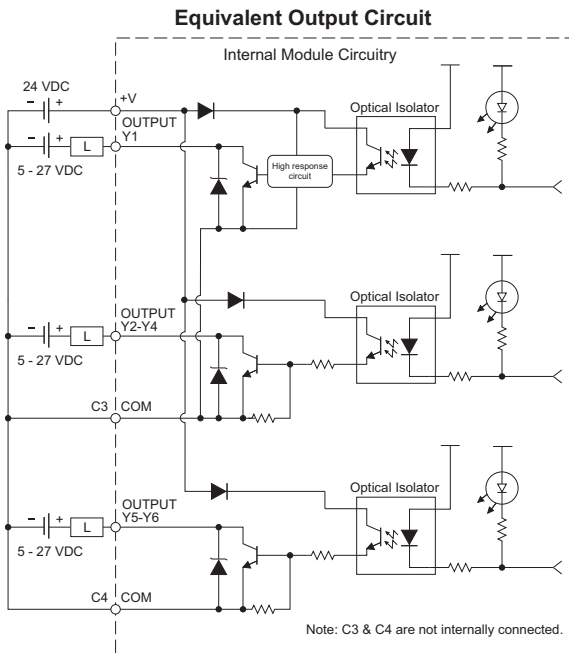 Equivalent Output Circuit
Internal Module Circuitry
24 VDC
− +
+V
OUTPUT
Y1
Optical Isolator
− +
L
5 - 27 VDC
High response
circuit
OUTPUT
Y2-Y4
Optical Isolator
− +
L
5 - 27 VDC
C3
COM
OUTPUT
Y5-Y6
Optical Isolator
− +
L
5 - 27 VDC
C4
COM
Note: C3 & C4 are not internally connected.